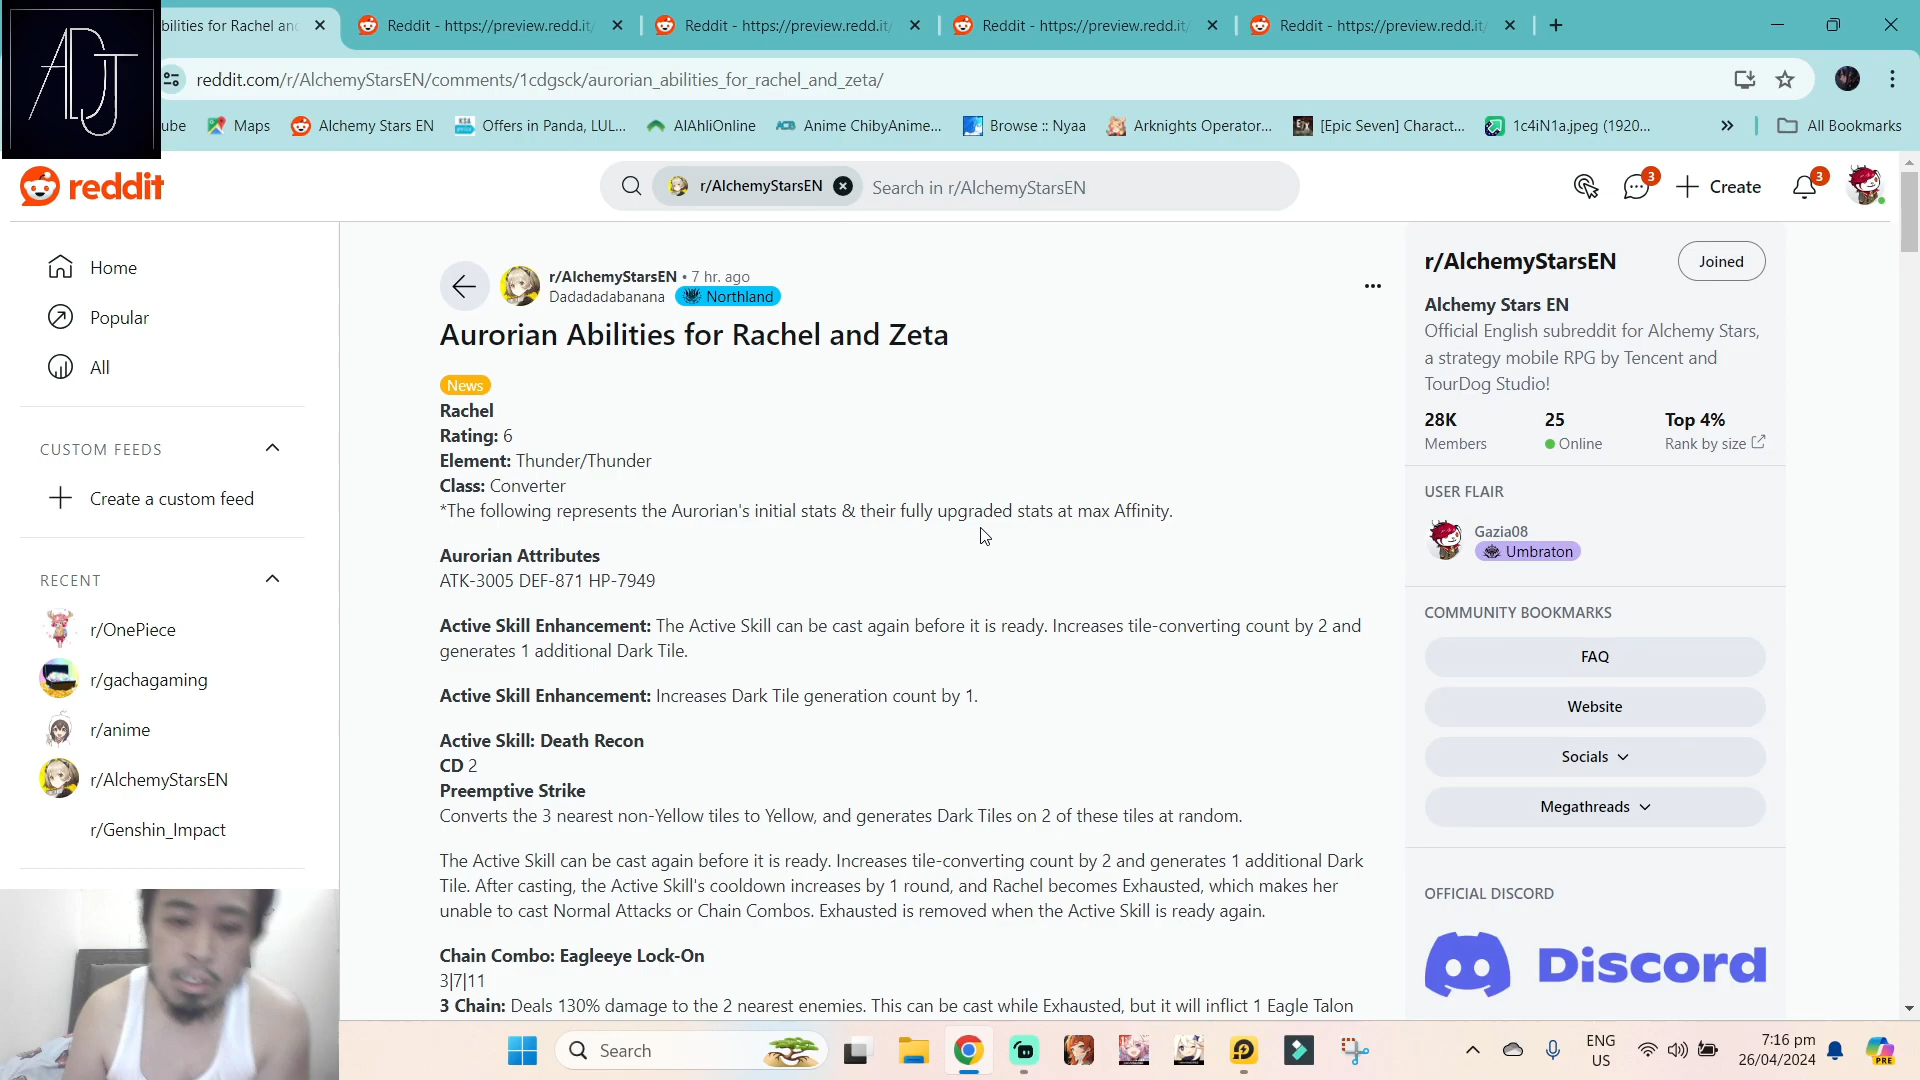 ADJ
bilities for Rachel an
Reddit - https://preview.redd.it/
Reddit - https://preview.redd.it/
Reddit - https://preview.redd.it/
Reddit - https://preview.redd.it/
reddit.com/r/AlchemyStarsEN/comments/1cdgsck/aurorian_abilities_for_rachel_and_zeta/
ube
Maps
Alchemy Stars EN
Offers in Panda, LUL...
AlAhliOnline
Anime ChibyAnime...
Browse :: Nyaa
Arknights Operator...
[Epic Seven] Charact...
1c4iN1a.jpeg (1920...
All Bookmarks
reddit
r/AlchemyStarsEN
Search in r/AlchemyStarsEN
3
Create
3
Home
Popular
All
CUSTOM FEEDS
Create a custom feed
RECENT
r/OnePiece
r/gachagaming
r/anime
r/AlchemyStarsEN
r/Genshin_Impact
r/AlchemyStarsEN • 7 hr. ago
Dadadadabanana Northland
Aurorian Abilities for Rachel and Zeta
News
Rachel
Rating: 6
Element: Thunder/Thunder
Class: Converter
*The following represents the Aurorian's initial stats & their fully upgraded stats at max Affinity.
Aurorian Attributes
ATK-3005 DEF-871 HP-7949
Active Skill Enhancement: The Active Skill can be cast again before it is ready. Increases tile-converting count by 2 and
generates 1 additional Dark Tile.
Active Skill Enhancement: Increases Dark Tile generation count by 1.
Active Skill: Death Recon
CD 2
Preemptive Strike
Converts the 3 nearest non-Yellow tiles to Yellow, and generates Dark Tiles on 2 of these tiles at random.
The Active Skill can be cast again before it is ready. Increases tile-converting count by 2 and generates 1 additional Dark
Tile. After casting, the Active Skill's cooldown increases by 1 round, and Rachel becomes Exhausted, which makes her
unable to cast Normal Attacks or Chain Combos. Exhausted is removed when the Active Skill is ready again.
Chain Combo: Eagleeye Lock-On
3|7|11
3 Chain: Deals 130% damage to the 2 nearest enemies. This can be cast while Exhausted, but it will inflict 1 Eagle Talon
r/AlchemyStarsEN
Joined
Alchemy Stars EN
Official English subreddit for Alchemy Stars,
a strategy mobile RPG by Tencent and
TourDog Studio!
28K
25
Top 4%
Members
Online
Rank by size
USER FLAIR
Gazia08
Umbraton
COMMUNITY BOOKMARKS
FAQ
Website
Socials
Megathreads
OFFICIAL DISCORD
Discord
Search
ENG
US
7:16 pm
26/04/2024
PRE